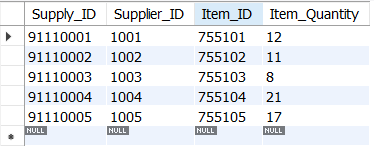 Supply_ID Supplier_ID Item_ID Item_Quantity
91110001 1001 755101 12
91110002 1002 755102 11
91110003 1003 755103 8
91110004 1004 755104 21
91110005 1005 755105 17
NULL NULL NULL NULL